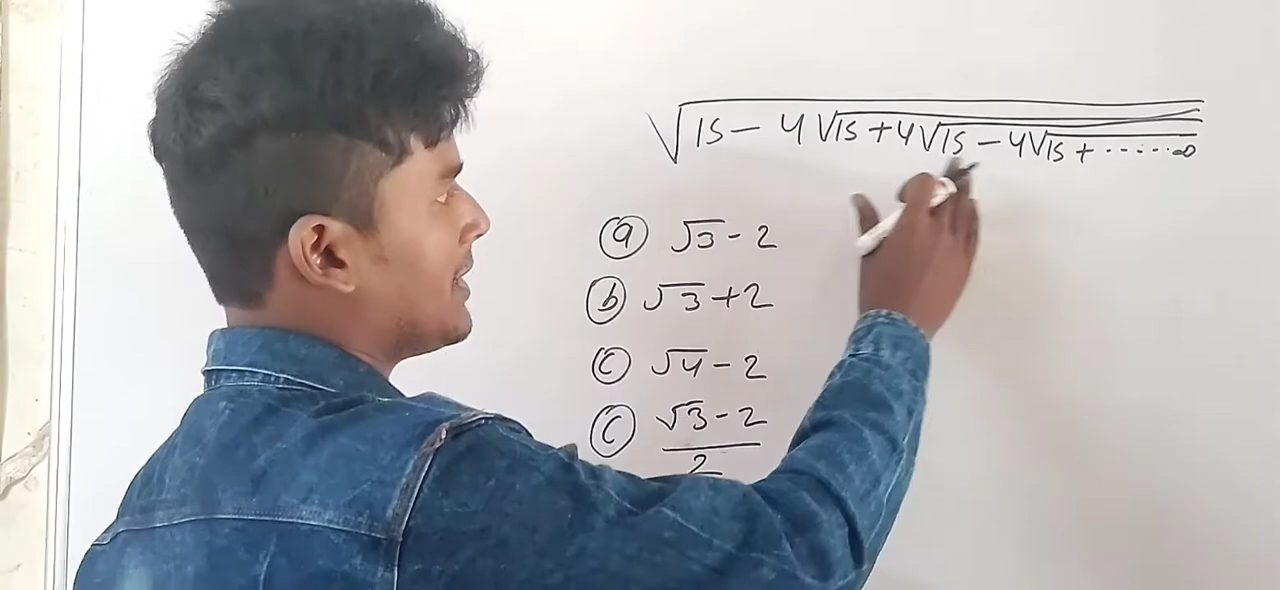 √15 - 4√15 + 4√15 - 4√15 + ......∞
(a) √3 - 2
(b) √3 + 2
(c) √4 - 2
(c) √3 - 2
2